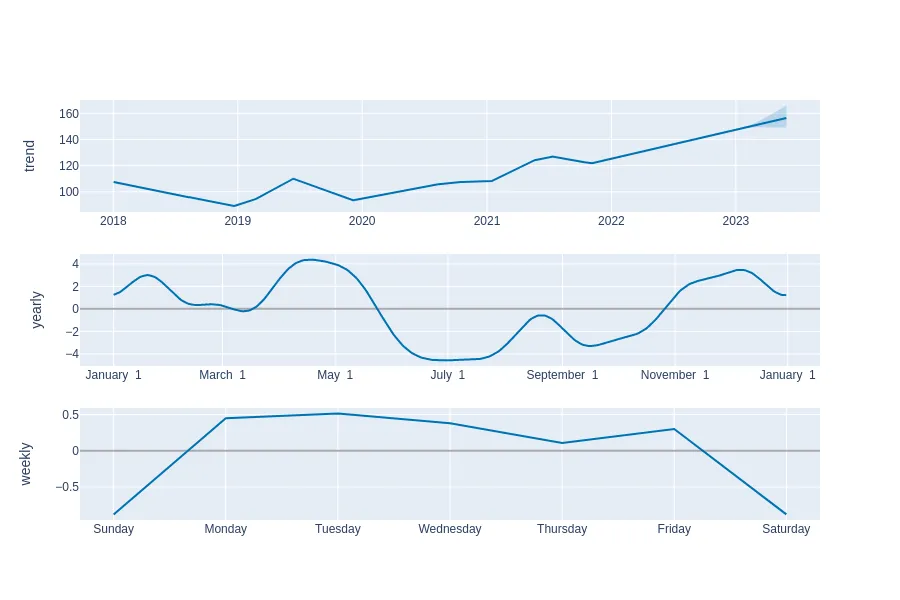 trend
160
140
120
100
2018 2019 2020 2021 2022 2023
yearly
4
2
0
−2
−4
January 1 March 1 May 1 July 1 September 1 November 1 January 1
weekly
0.5
0
−0.5
Sunday Monday Tuesday Wednesday Thursday Friday Saturday